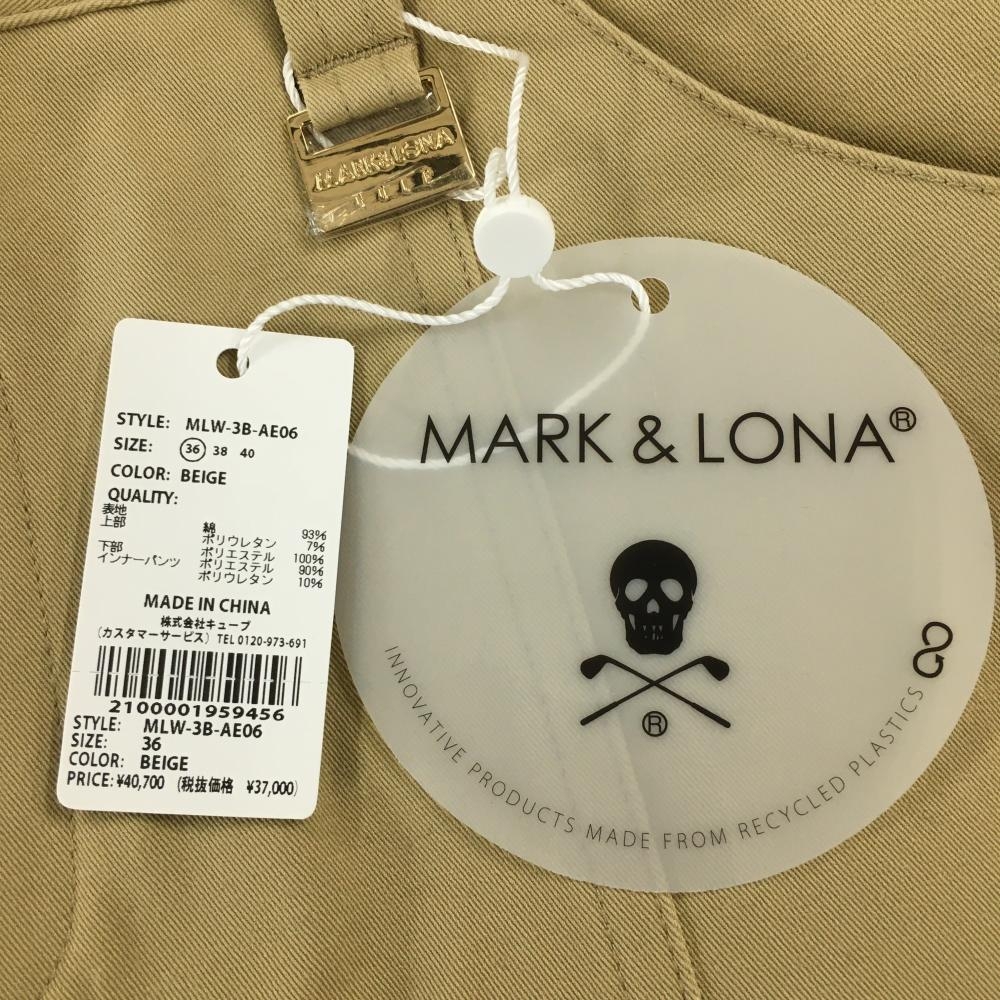 MARK&LONA
STYLE: MLW-3B-AE06
SIZE: 36 38 40
COLOR: BEIGE
QUALITY:
表地
上部 綿 93%
ポリウレタン 7%
下部 ポリエステル 100%
インナーパンツ ポリエステル 90%
ポリウレタン 10%
MADE IN CHINA
株式会社キューブ
(カスタマーサービス) TEL 0120-973-691
2100001959456
STYLE: MLW-3B-AE06
SIZE: 36
COLOR: BEIGE
PRICE: ¥40,700 (税抜価格 ¥37,000)
MARK & LONA®
®
INNOVATIVE PRODUCTS MADE FROM RECYCLED PLASTICS